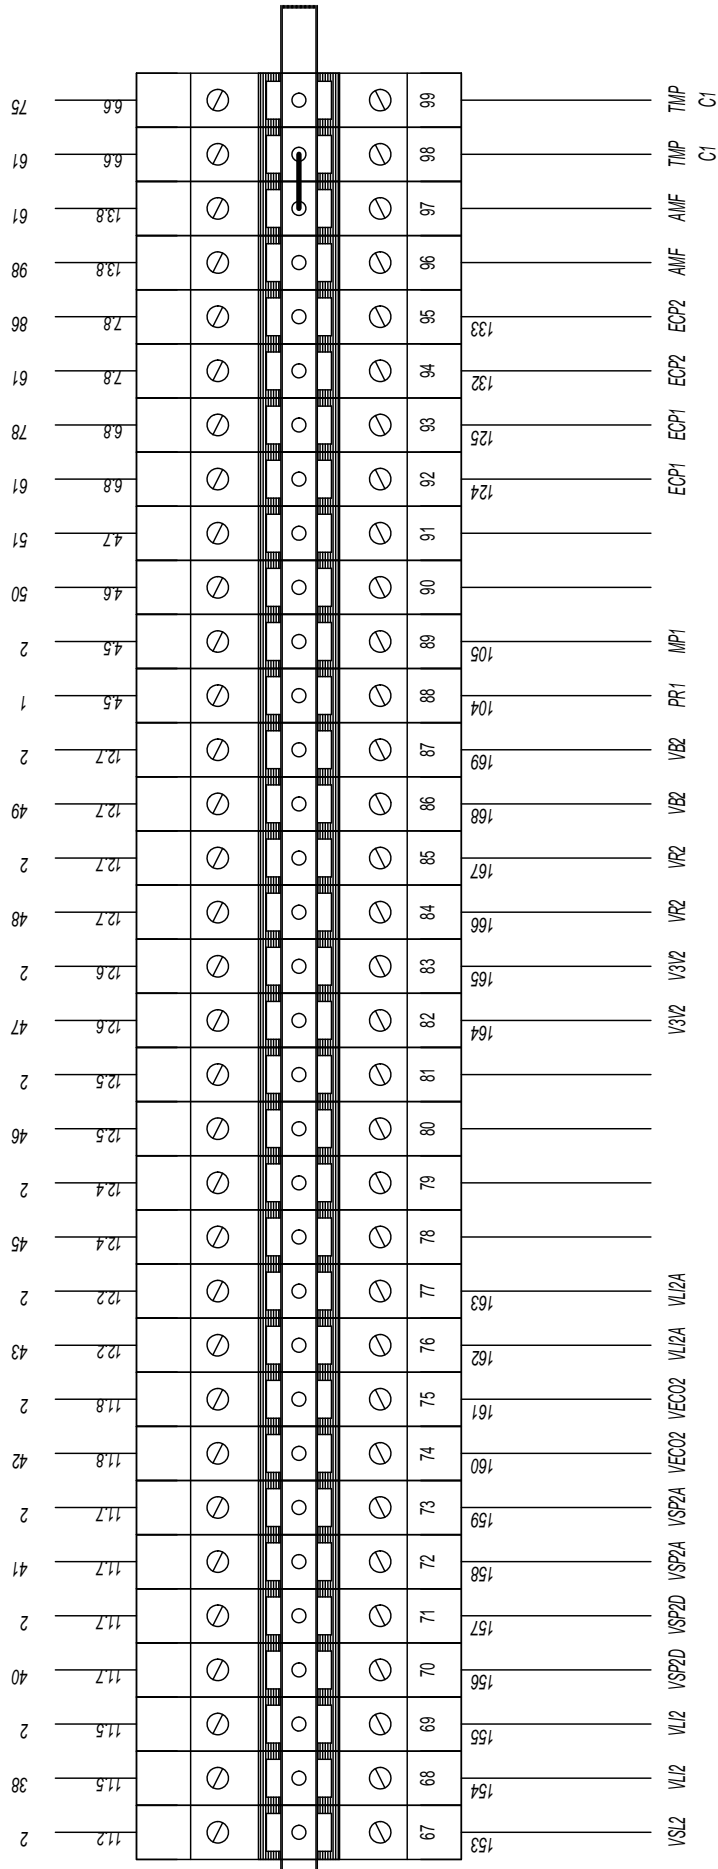 75 6.6 99 TMP C1
61 6.6 98 TMP C1
61 13.8 97 AMF
98 13.8 96 AMF
86 7.8 95 133 ECP2
61 7.8 94 132 ECP2
78 6.8 93 125 ECP1
61 6.8 92 124 ECP1
51 4.7 91
50 4.6 90
2 4.5 89 105 MP1
1 4.5 88 104 PR1
2 12.7 87 169 VB2
49 12.7 86 168 VB2
2 12.7 85 167 VR2
48 12.7 84 166 VR2
2 12.6 83 165 V3V2
47 12.6 82 164 V3V2
2 12.5 81
46 12.5 80
2 12.4 79
45 12.4 78
2 12.2 77 163 VLI2A
43 12.2 76 162 VLI2A
2 11.8 75 161 VECO2
42 11.8 74 160 VECO2
2 11.7 73 159 VSP2A
41 11.7 72 158 VSP2A
2 11.7 71 157 VSP2D
40 11.7 70 156 VSP2D
2 11.5 69 155 VLI2
38 11.5 68 154 VLI2
2 11.2 67 153 VSL2